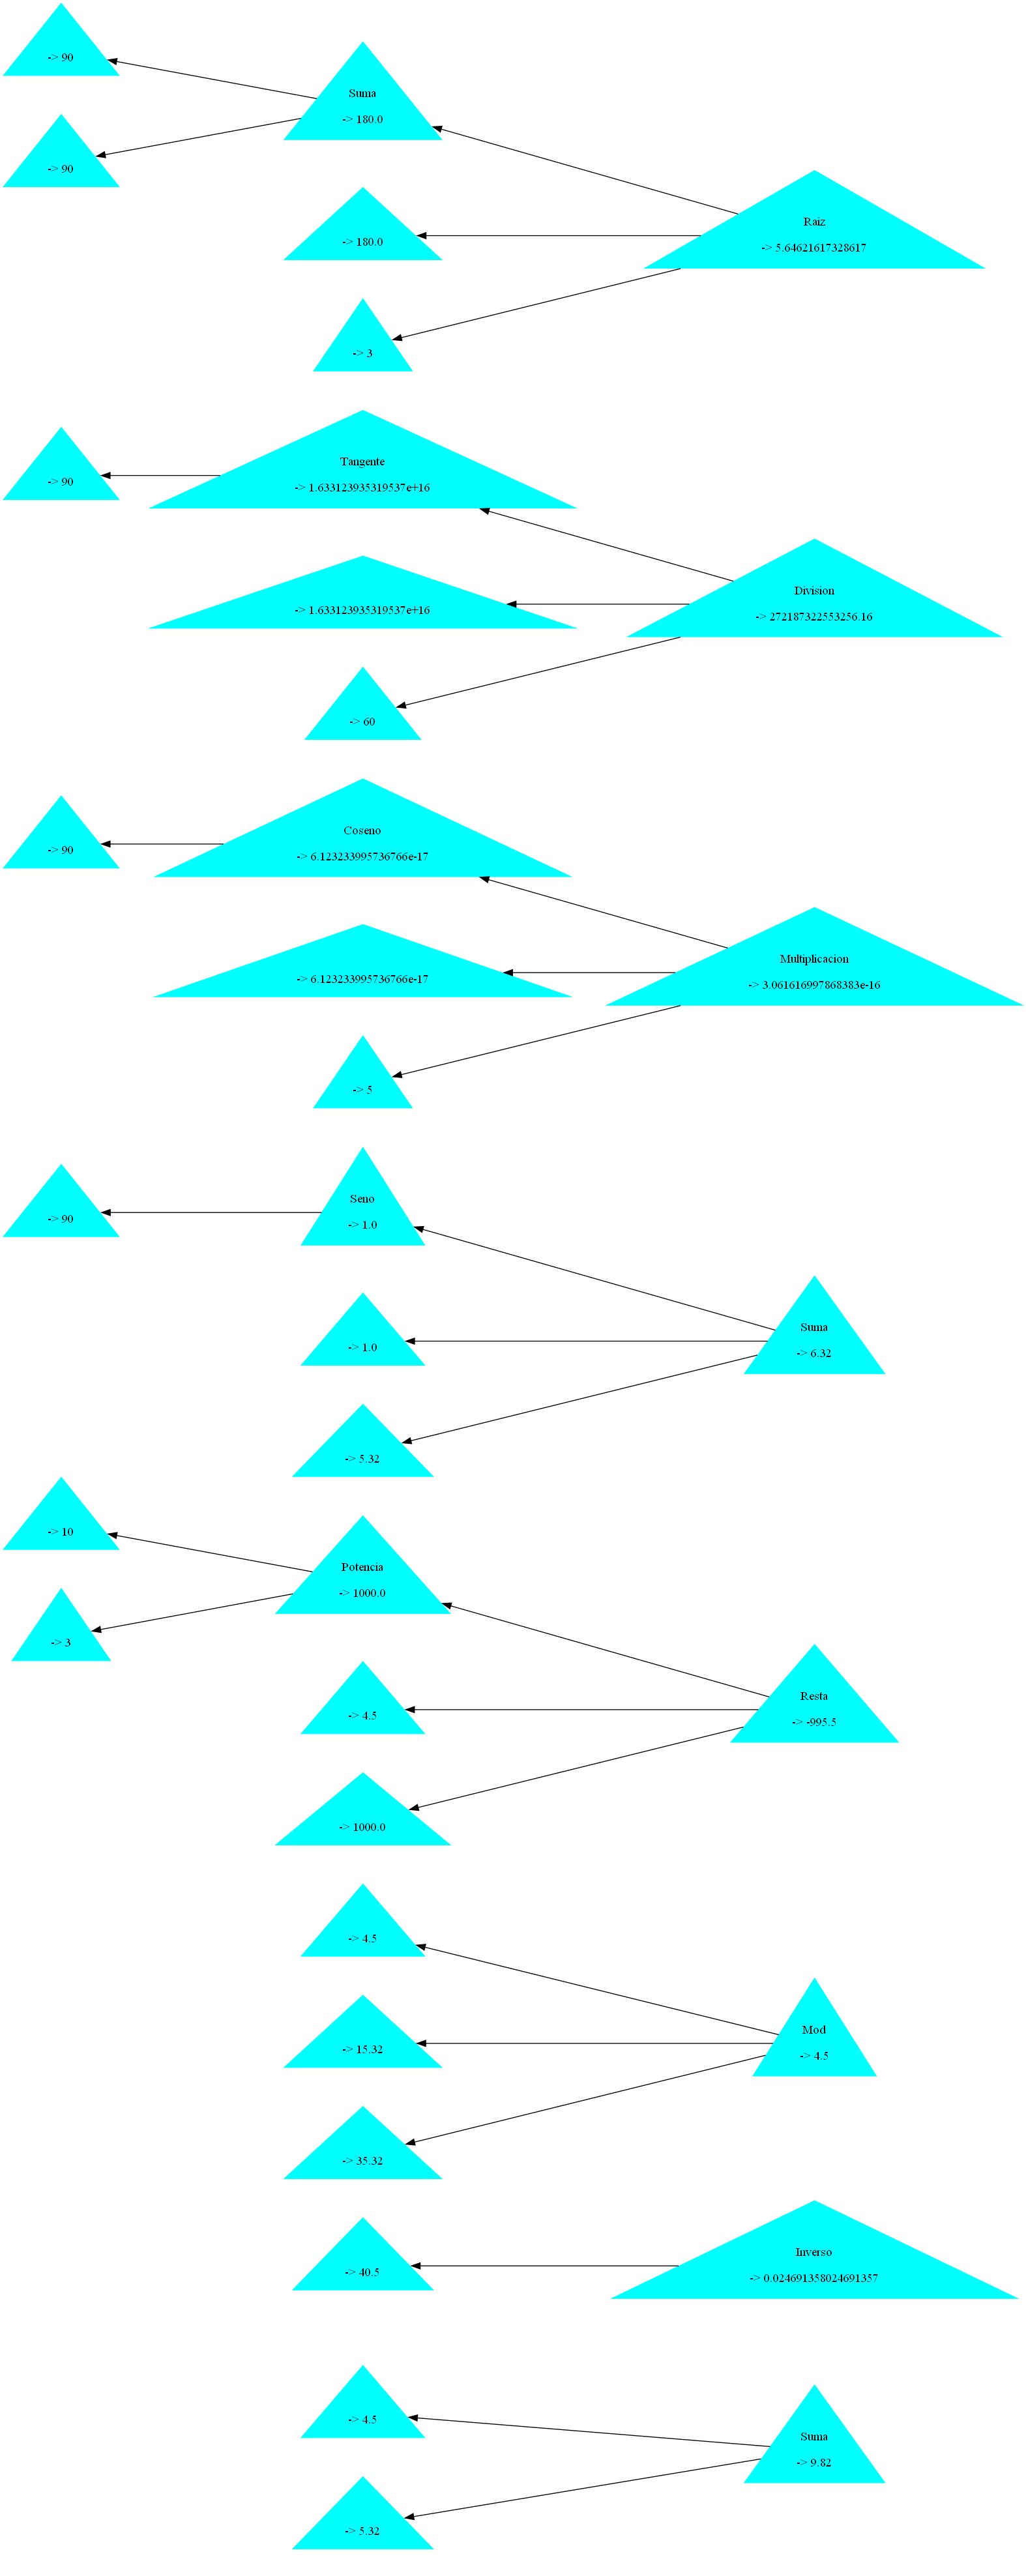 -> 90
Suma
-> 180.0
-> 90
Raiz
-> 5.64621617328617
-> 180.0
-> 3
Tangente
-> 90
-> 1.633123935319537e+16
Division
-> 1.633123935319537e+16
-> 272187322553256.16
-> 60
Coseno
-> 90
-> 6.123233995736766e-17
Multiplicacion
-> 6.123233995736766e-17
-> 3.061616997868383e-16
-> 5
Seno
-> 90
-> 1.0
Suma
-> 1.0
-> 6.32
-> 5.32
-> 10
Potencia
-> 1000.0
-> 3
Resta
-> 4.5
-> -995.5
-> 1000.0
-> 4.5
Mod
-> 15.32
-> 4.5
-> 35.32
Inverso
-> 40.5
-> 0.024691358024691357
-> 4.5
Suma
-> 9.82
-> 5.32